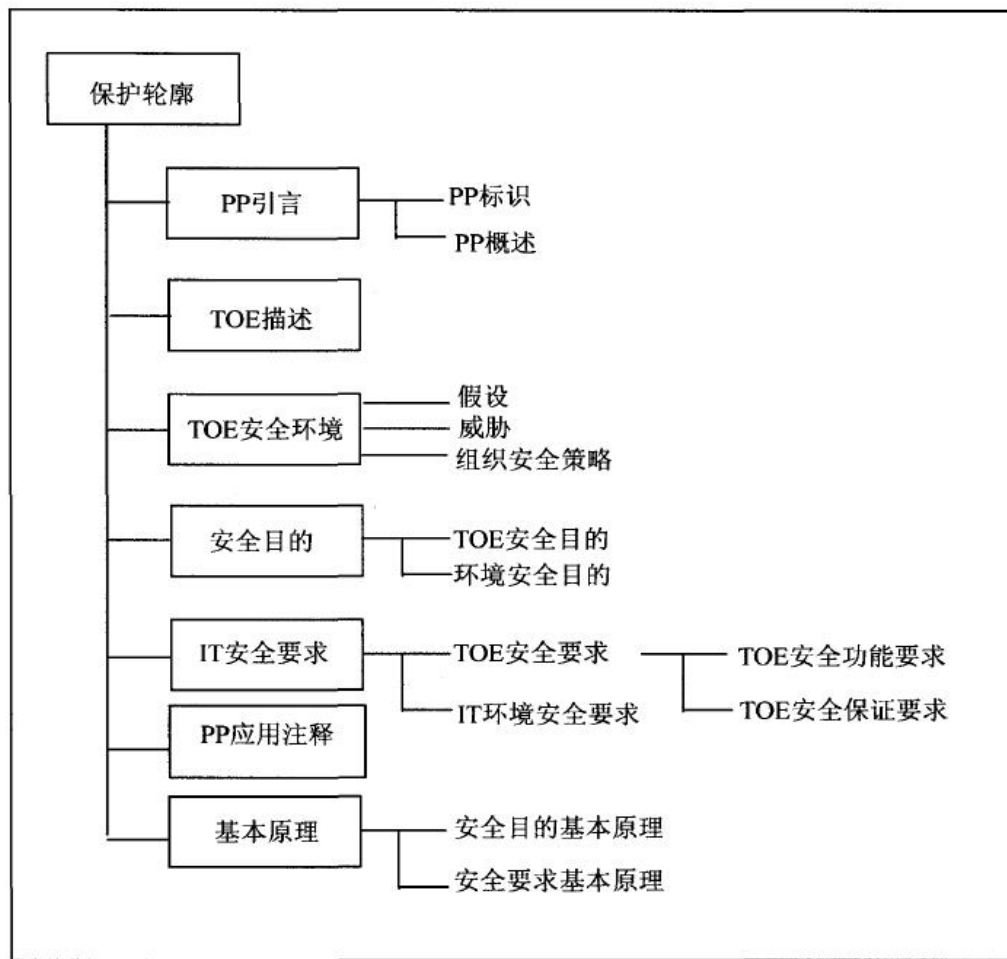 保护轮廓
PP引言
PP标识
PP概述
TOE描述
TOE安全环境
假设
威胁
组织安全策略
安全目的
TOE安全目的
环境安全目的
IT安全要求
TOE安全要求
TOE安全功能要求
IT环境安全要求
TOE安全保证要求
PP应用注释
基本原理
安全目的基本原理
安全要求基本原理